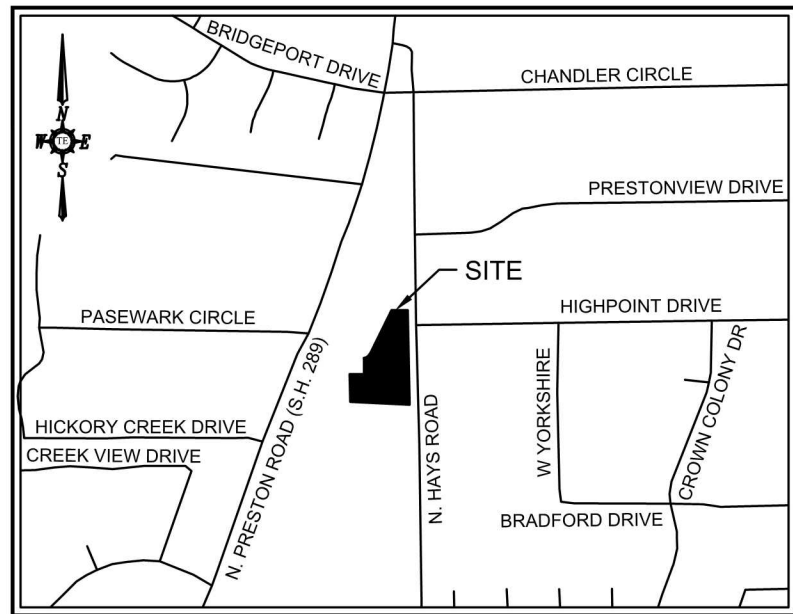 BRIDGEPORT DRIVE
CHANDLER CIRCLE
N
W TE E
S
PRESTONVIEW DRIVE
SITE
HIGHPOINT DRIVE
PASEWARK CIRCLE
N. PRESTON ROAD (S.H. 289)
W YORKSHIRE
CROWN COLONY DR
HICKORY CREEK DRIVE
CREEK VIEW DRIVE
N. HAYS ROAD
BRADFORD DRIVE